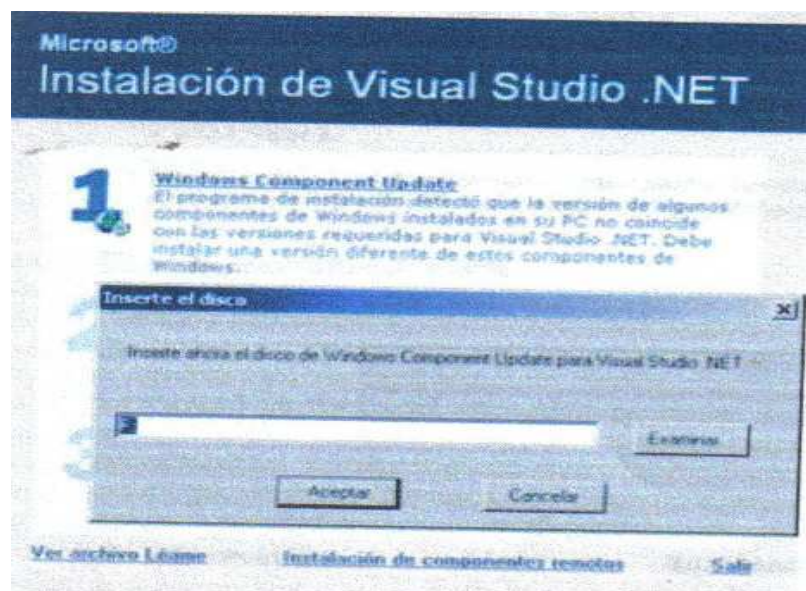 Microsoft®
Instalación de Visual Studio .NET
1
Windows Component Update
El programa de instalación detectó que la versión de algunos
componentes de Windows instalados en su PC no coincide
con las versiones requeridas para Visual Studio .NET. Debe
instalar una versión diferente de estos componentes de
Windows.
Inserte el disco
Inserte ahora el disco de Windows Component Update para Visual Studio .NET
Examinar
Aceptar
Cancelar
Ver archivo Léame
Instalación de componentes remotos
Salir